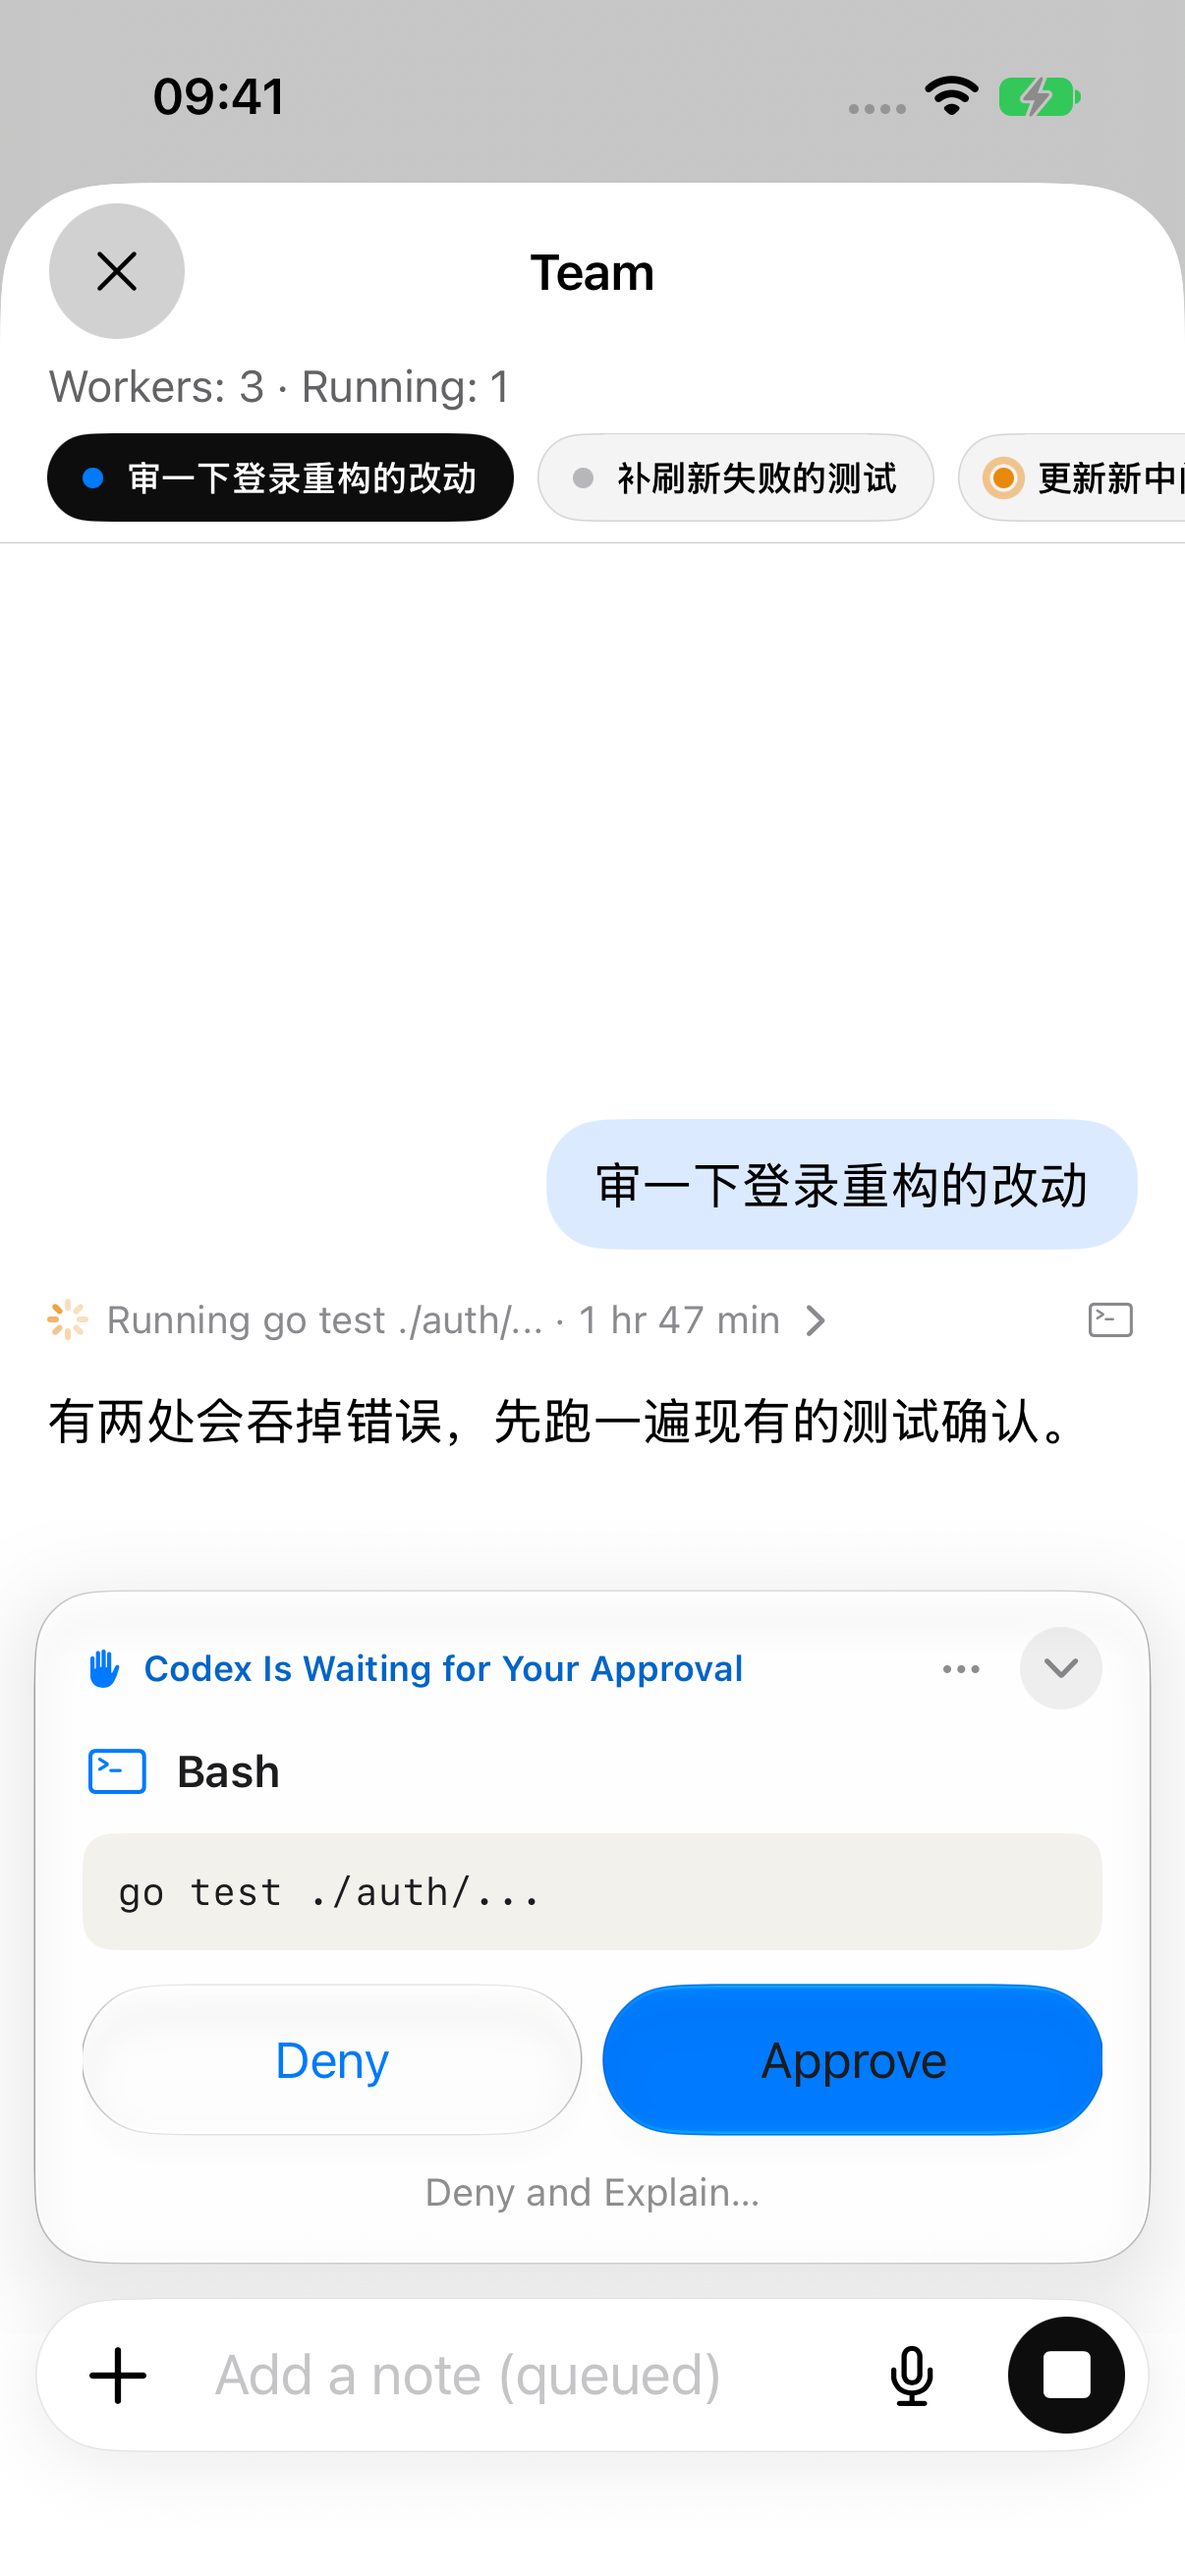 09:41
Team
Workers: 3 · Running: 1
审一下登录重构的改动
补刷新失败的测试
更新新中
审一下登录重构的改动
Running go test ./auth/... · 1 hr 47 min
有两处会吞掉错误，先跑一遍现有的测试确认。
Codex Is Waiting for Your Approval
Bash
go test ./auth/...
Deny
Approve
Deny and Explain...
Add a note (queued)